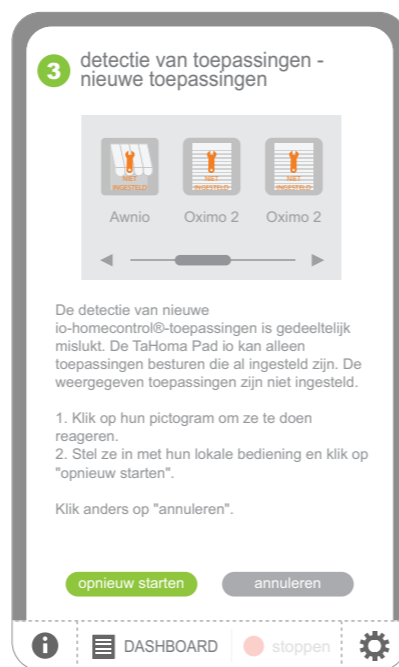 3
detectie van toepassingen -
nieuwe toepassingen
NIET
INGESTELD
NIET
INGESTELD
NIET
INGESTELD
Awnio
Oximo 2
Oximo 2
De detectie van nieuwe
io-homecontrol®-toepassingen is gedeeltelijk
mislukt. De TaHoma Pad io kan alleen
toepassingen besturen die al ingesteld zijn. De
weergegeven toepassingen zijn niet ingesteld.
1. Klik op hun pictogram om ze te doen
reageren.
2. Stel ze in met hun lokale bediening en klik op
"opnieuw starten".
Klik anders op "annuleren".
opnieuw starten
annuleren
i
DASHBOARD
stoppen